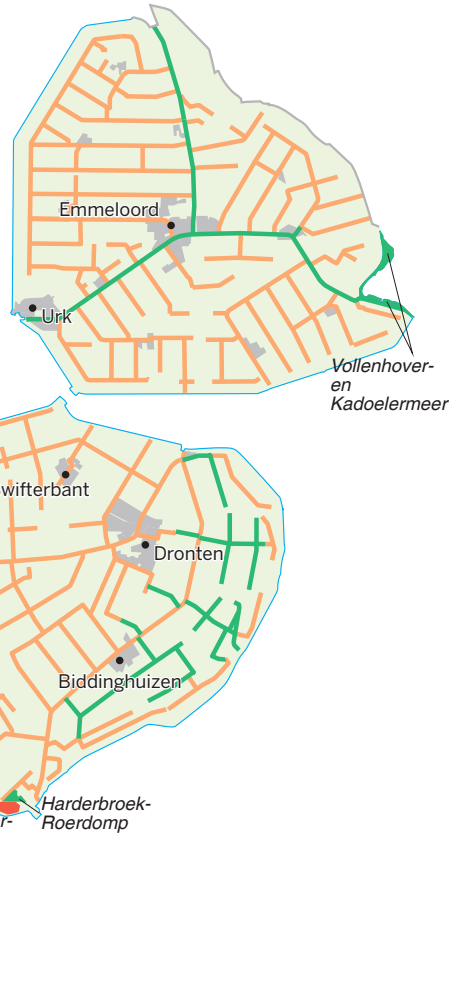 Emmeloord
Urk
Vollenhover-
en
Kadoelermeer
wifterbant
Dronten
Biddinghuizen
Harderbroek-
Roerdomp
r-